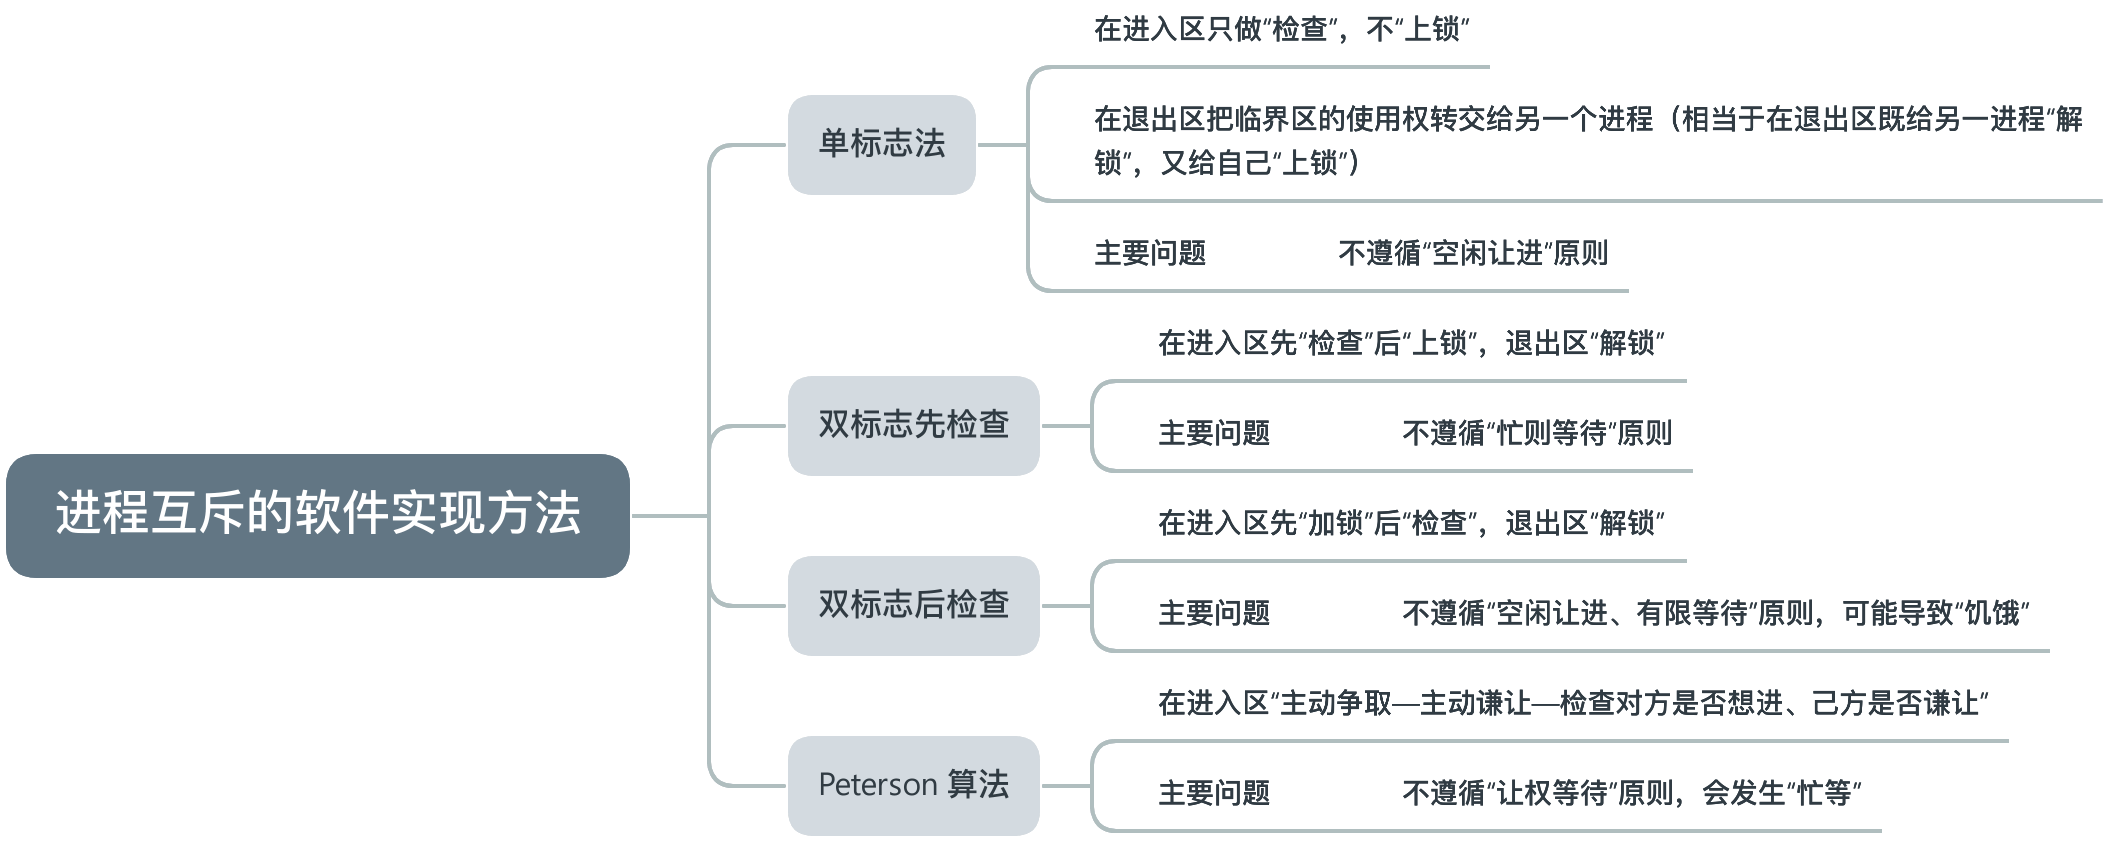 在进入区只做“检查”，不“上锁”
单标志法
在退出区把临界区的使用权转交给另一个进程（相当于在退出区既给另一进程“解
锁”，又给自己“上锁”）
主要问题 不遵循“空闲让进”原则
在进入区先“检查”后“上锁”，退出区“解锁”
双标志先检查
主要问题 不遵循“忙则等待”原则
进程互斥的软件实现方法
在进入区先“加锁”后“检查”，退出区“解锁”
双标志后检查
主要问题 不遵循“空闲让进、有限等待”原则，可能导致“饥饿”
在进入区“主动争取—主动谦让—检查对方是否想进、己方是否谦让”
Peterson 算法
主要问题 不遵循“让权等待”原则，会发生“忙等”